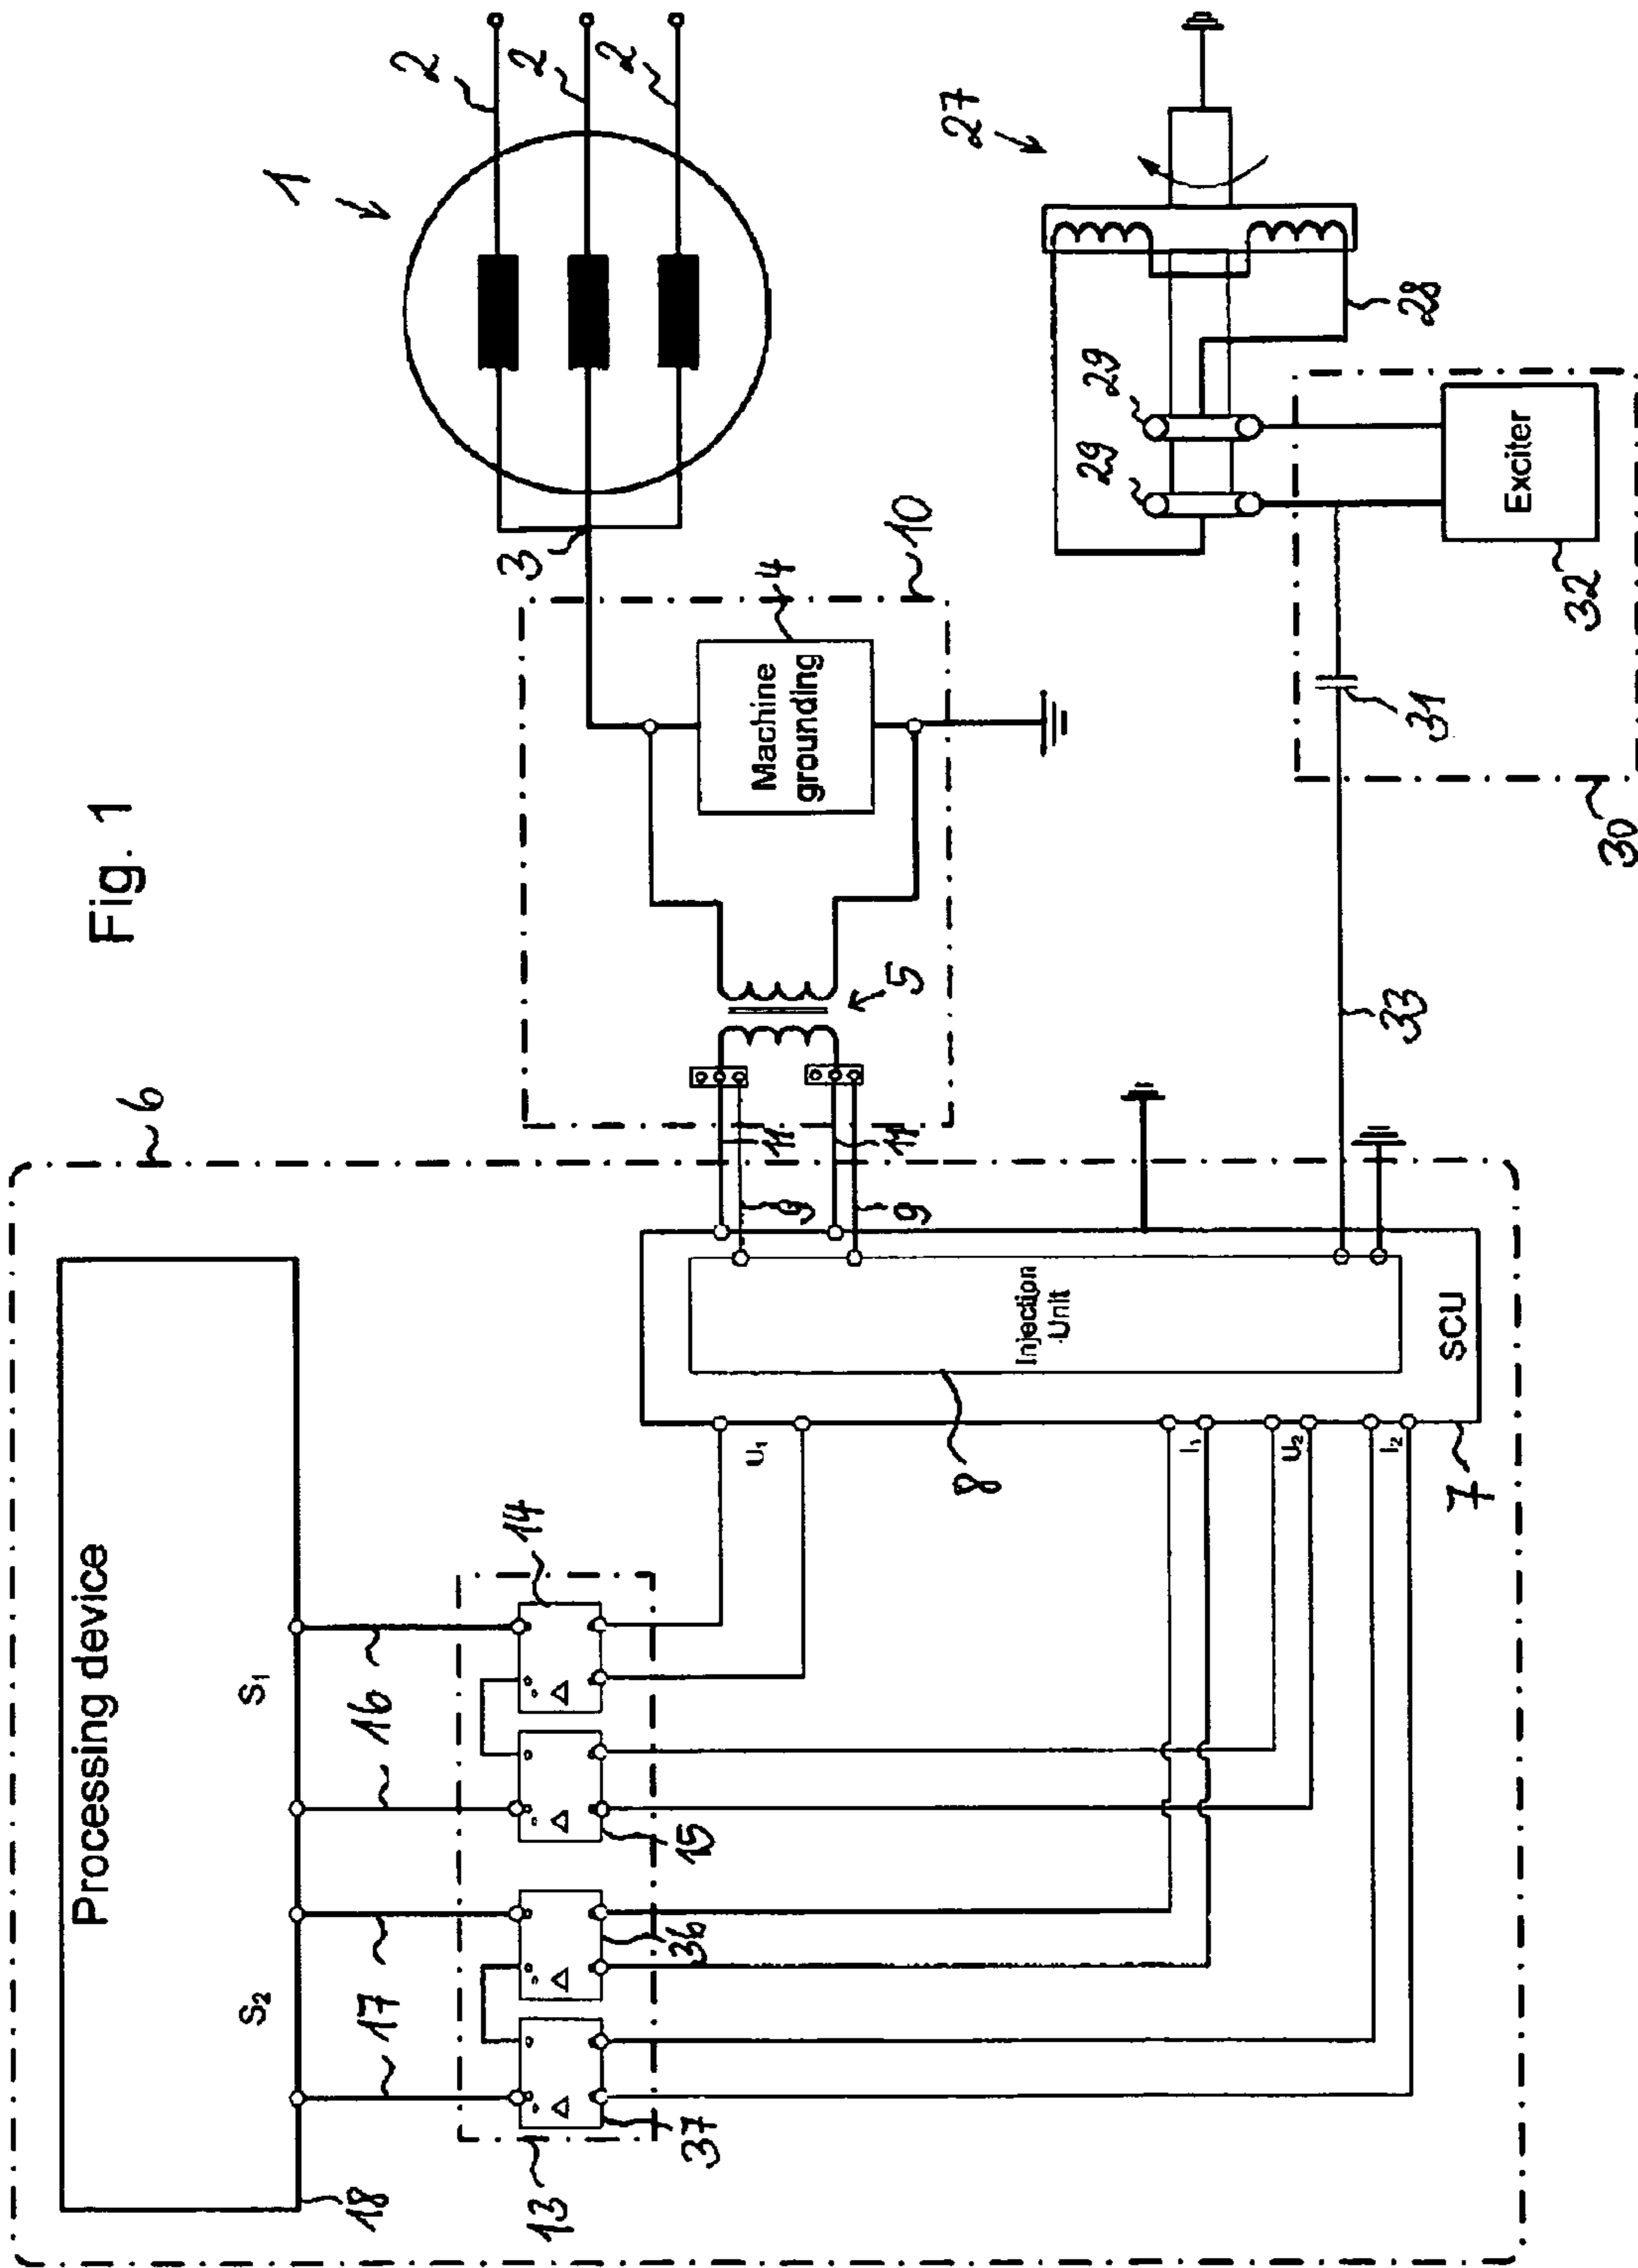 Fig. 1
Processing device
18
S2
S1
17
17
16
16
6
13
37
36
15
14
U1
I1
U2
I2
7
8
Injection
Unit
SCU
9
9
11
11
5
10
Machine
grounding
4
3
1
2
2
2
27
28
29
29
Exciter
32
31
30
33